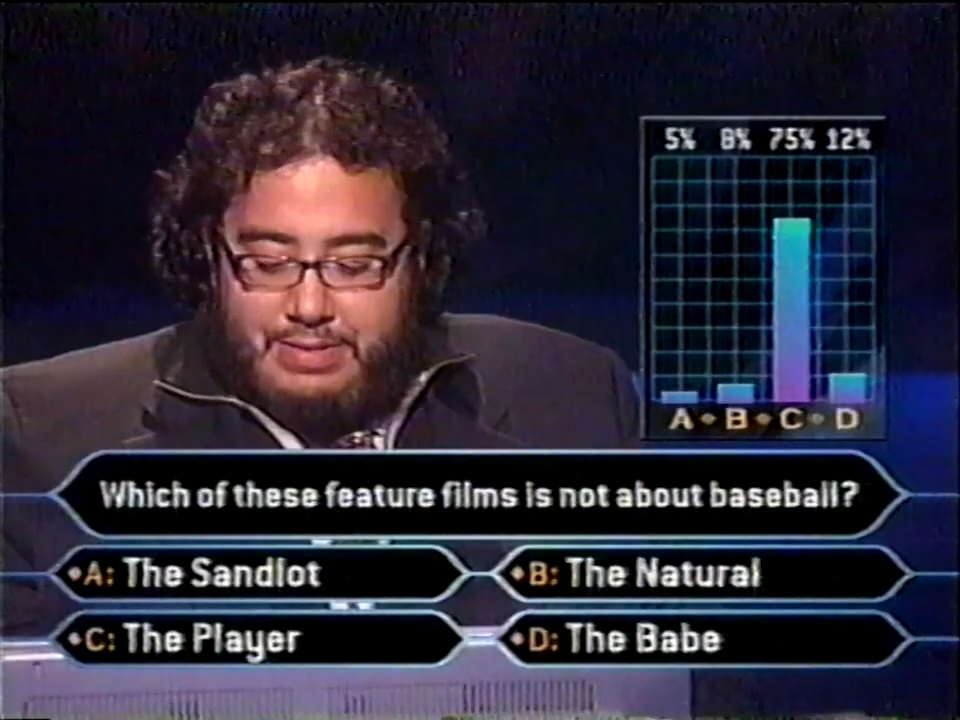 5% 8% 75% 12%
A B C D
Which of these feature films is not about baseball?
A: The Sandlot
B: The Natural
C: The Player
D: The Babe